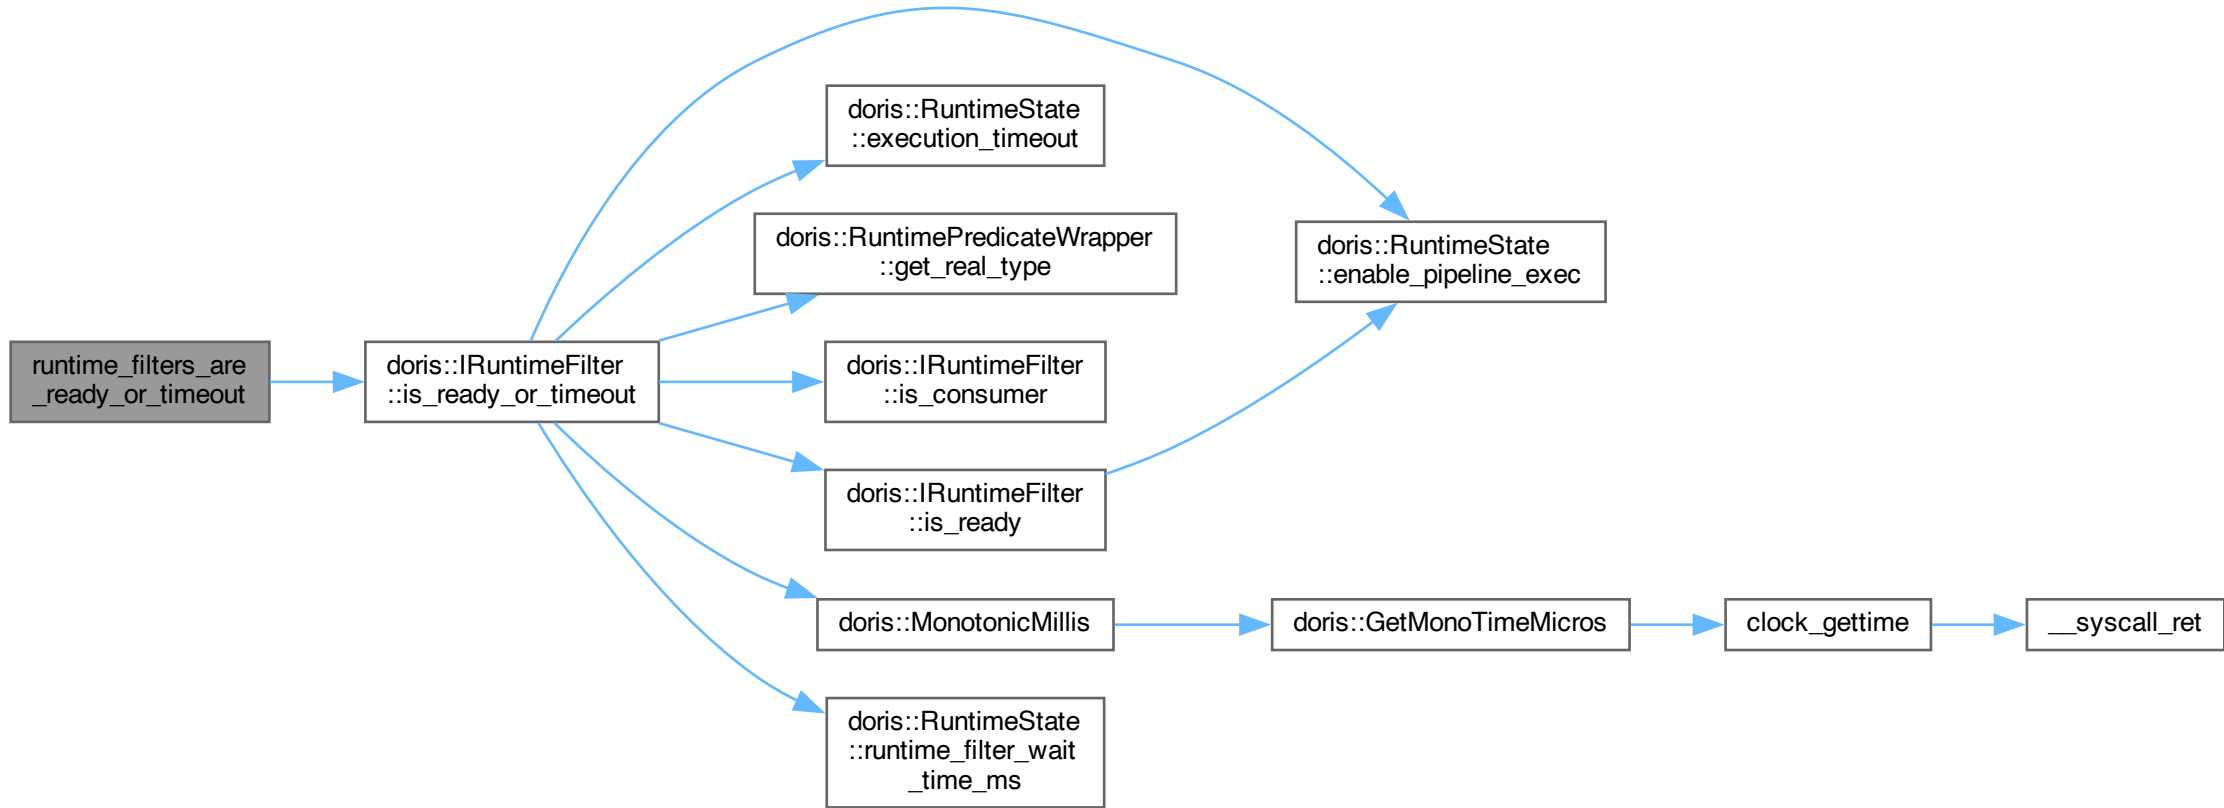 runtime_filters_are
_ready_or_timeout
doris::IRuntimeFilter
::is_ready_or_timeout
doris::RuntimeState
::execution_timeout
doris::RuntimePredicateWrapper
::get_real_type
doris::IRuntimeFilter
::is_consumer
doris::IRuntimeFilter
::is_ready
doris::MonotonicMillis
doris::RuntimeState
::runtime_filter_wait
_time_ms
doris::RuntimeState
::enable_pipeline_exec
doris::GetMonoTimeMicros
clock_gettime
__syscall_ret